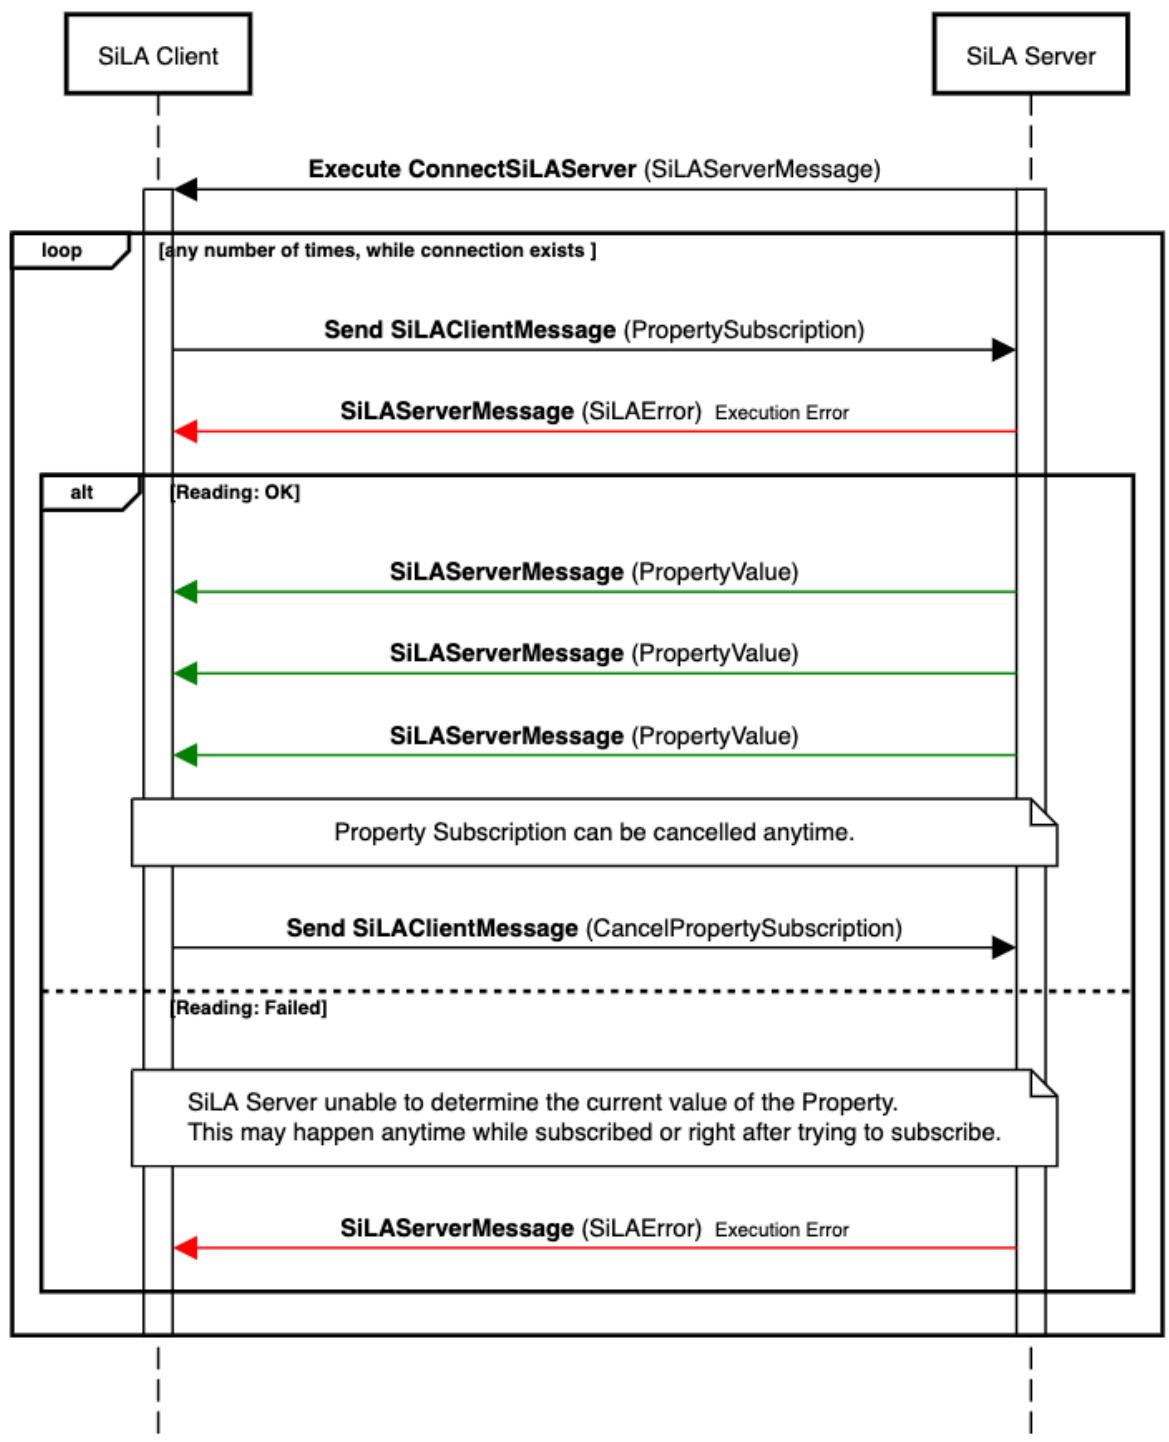 SiLA Client
SiLA Server
Execute ConnectSiLAServer (SiLAServerMessage)
loop
[any number of times, while connection exists ]
Send SiLAClientMessage (PropertySubscription)
SiLAServerMessage (SiLAError) Execution Error
alt
[Reading: OK]
SiLAServerMessage (PropertyValue)
SiLAServerMessage (PropertyValue)
SiLAServerMessage (PropertyValue)
Property Subscription can be cancelled anytime.
Send SiLAClientMessage (CancelPropertySubscription)
[Reading: Failed]
SiLA Server unable to determine the current value of the Property.
This may happen anytime while subscribed or right after trying to subscribe.
SiLAServerMessage (SiLAError) Execution Error